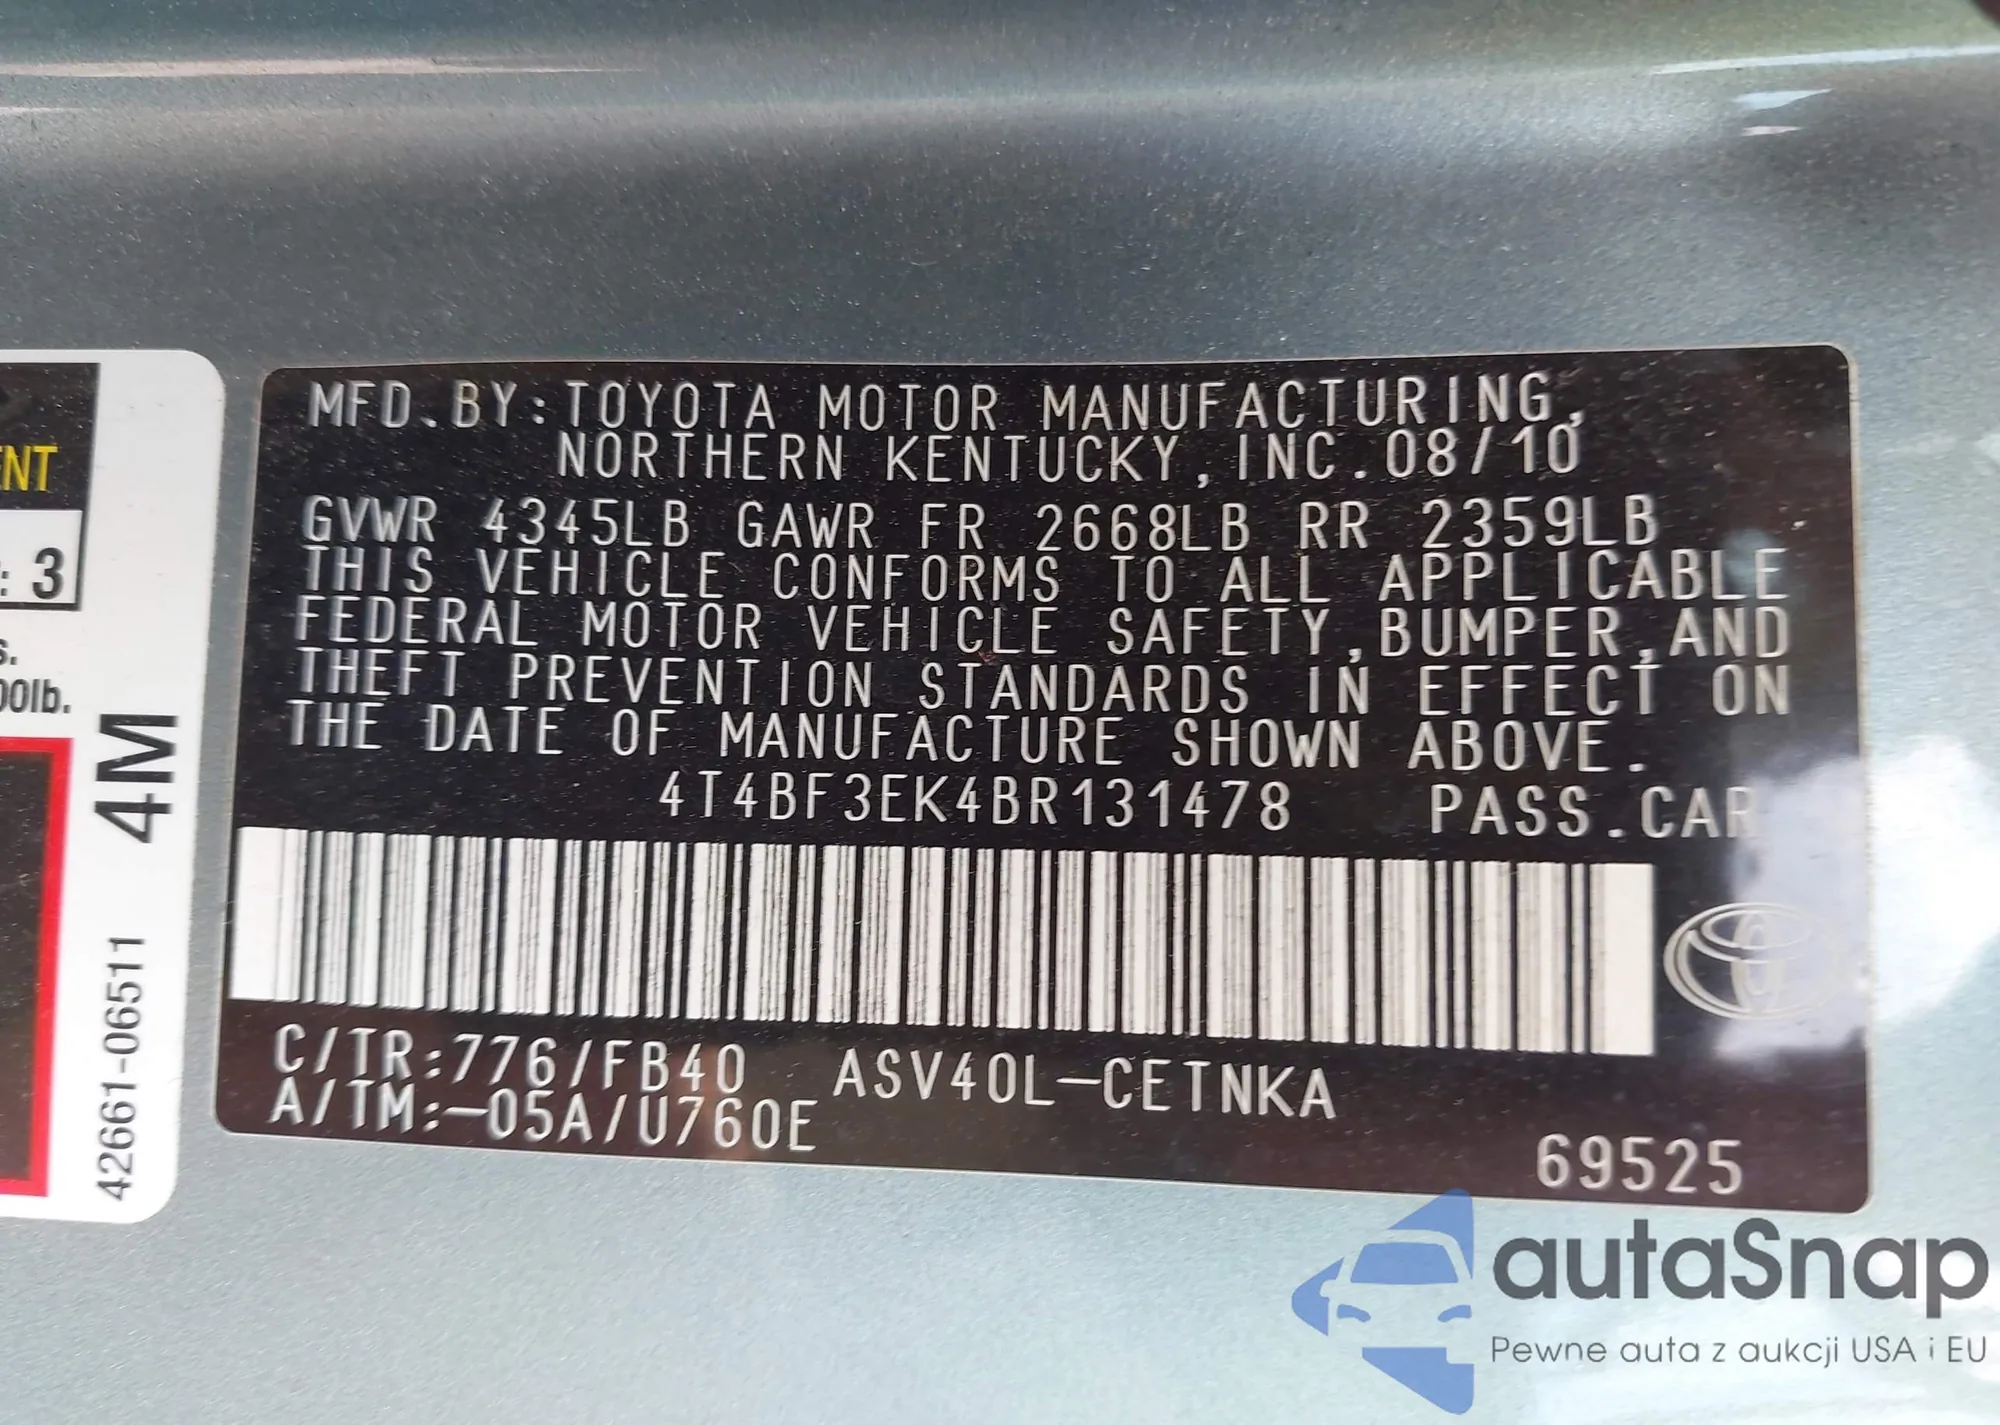 MFD.BY:TOYOTA MOTOR MANUFACTURING,
NORTHERN KENTUCKY,INC.08/10
GVWR 4345LB GAWR FR 2668LB RR 2359LB
THIS VEHICLE CONFORMS TO ALL APPLICABLE
FEDERAL MOTOR VEHICLE SAFETY,BUMPER,AND
THEFT PREVENTION STANDARDS IN EFFECT ON
THE DATE OF MANUFACTURE SHOWN ABOVE.
4T4BF3EK4BR131478 PASS.CAR
C/TR:776/FB40 ASV40L-CETNKA
A/TM:-05A/U760E
69525
ENT
: 3
s.
00lb.
4M
42661-06511
autaSnap
Pewne auta z aukcji USA i EU